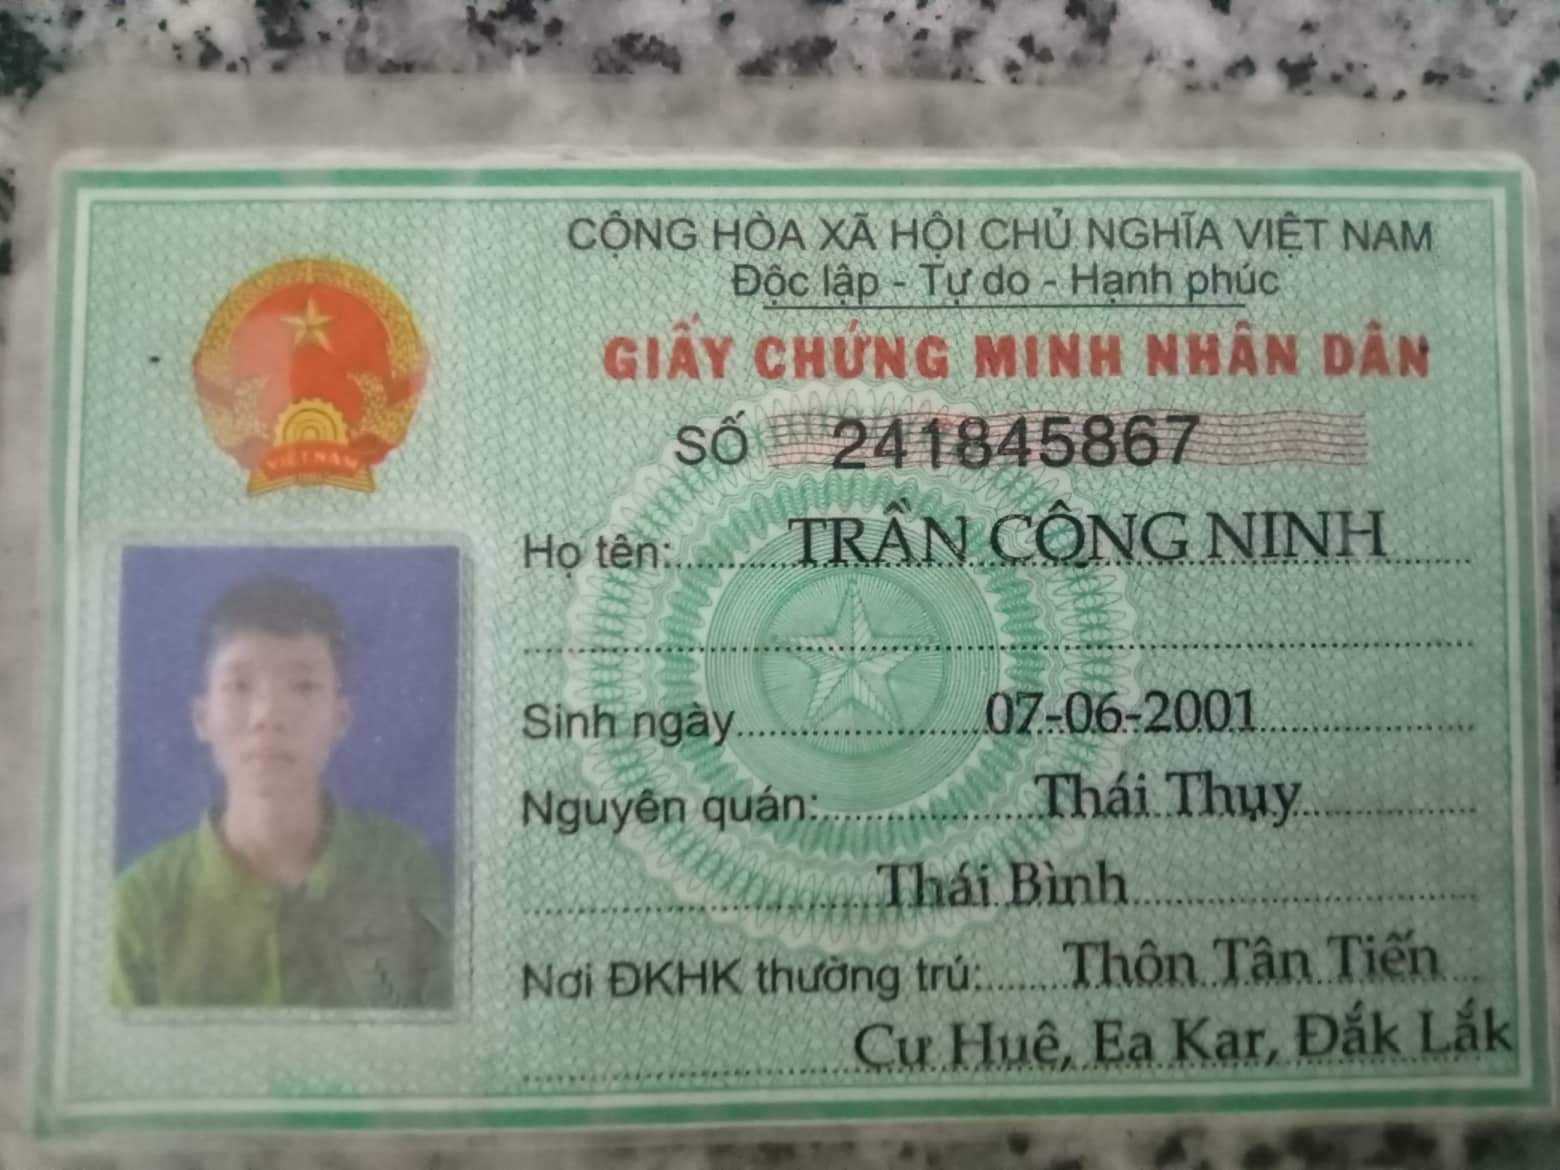 CỘNG HÒA XÃ HỘI CHỦ NGHĨA VIỆT NAM
Độc lập - Tự do - Hạnh phúc
GIẤY CHỨNG MINH NHÂN DÂN
SỐ 241845867
Họ tên: TRẦN CÔNG NINH
Sinh ngày 07-06-2001
Nguyên quán: Thái Thụy
Thái Bình
Nơi ĐKHK thường trú: Thôn Tân Tiến
Cư Huê, Ea Kar, Đắk Lắk
VIỆT NAM